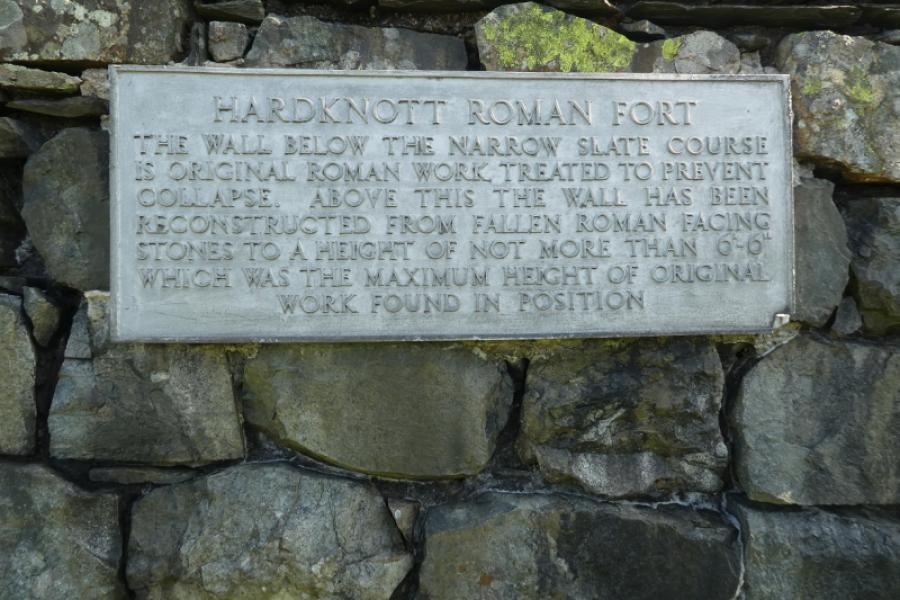 HARDKNOTT ROMAN FORT
THE WALL BELOW THE NARROW SLATE COURSE
IS ORIGINAL ROMAN WORK, TREATED TO PREVENT
COLLAPSE. ABOVE THIS THE WALL HAS BEEN
RECONSTRUCTED FROM FALLEN ROMAN FACING
STONES TO A HEIGHT OF NOT MORE THAN 6'-6"
WHICH WAS THE MAXIMUM HEIGHT OF ORIGINAL
WORK FOUND IN POSITION